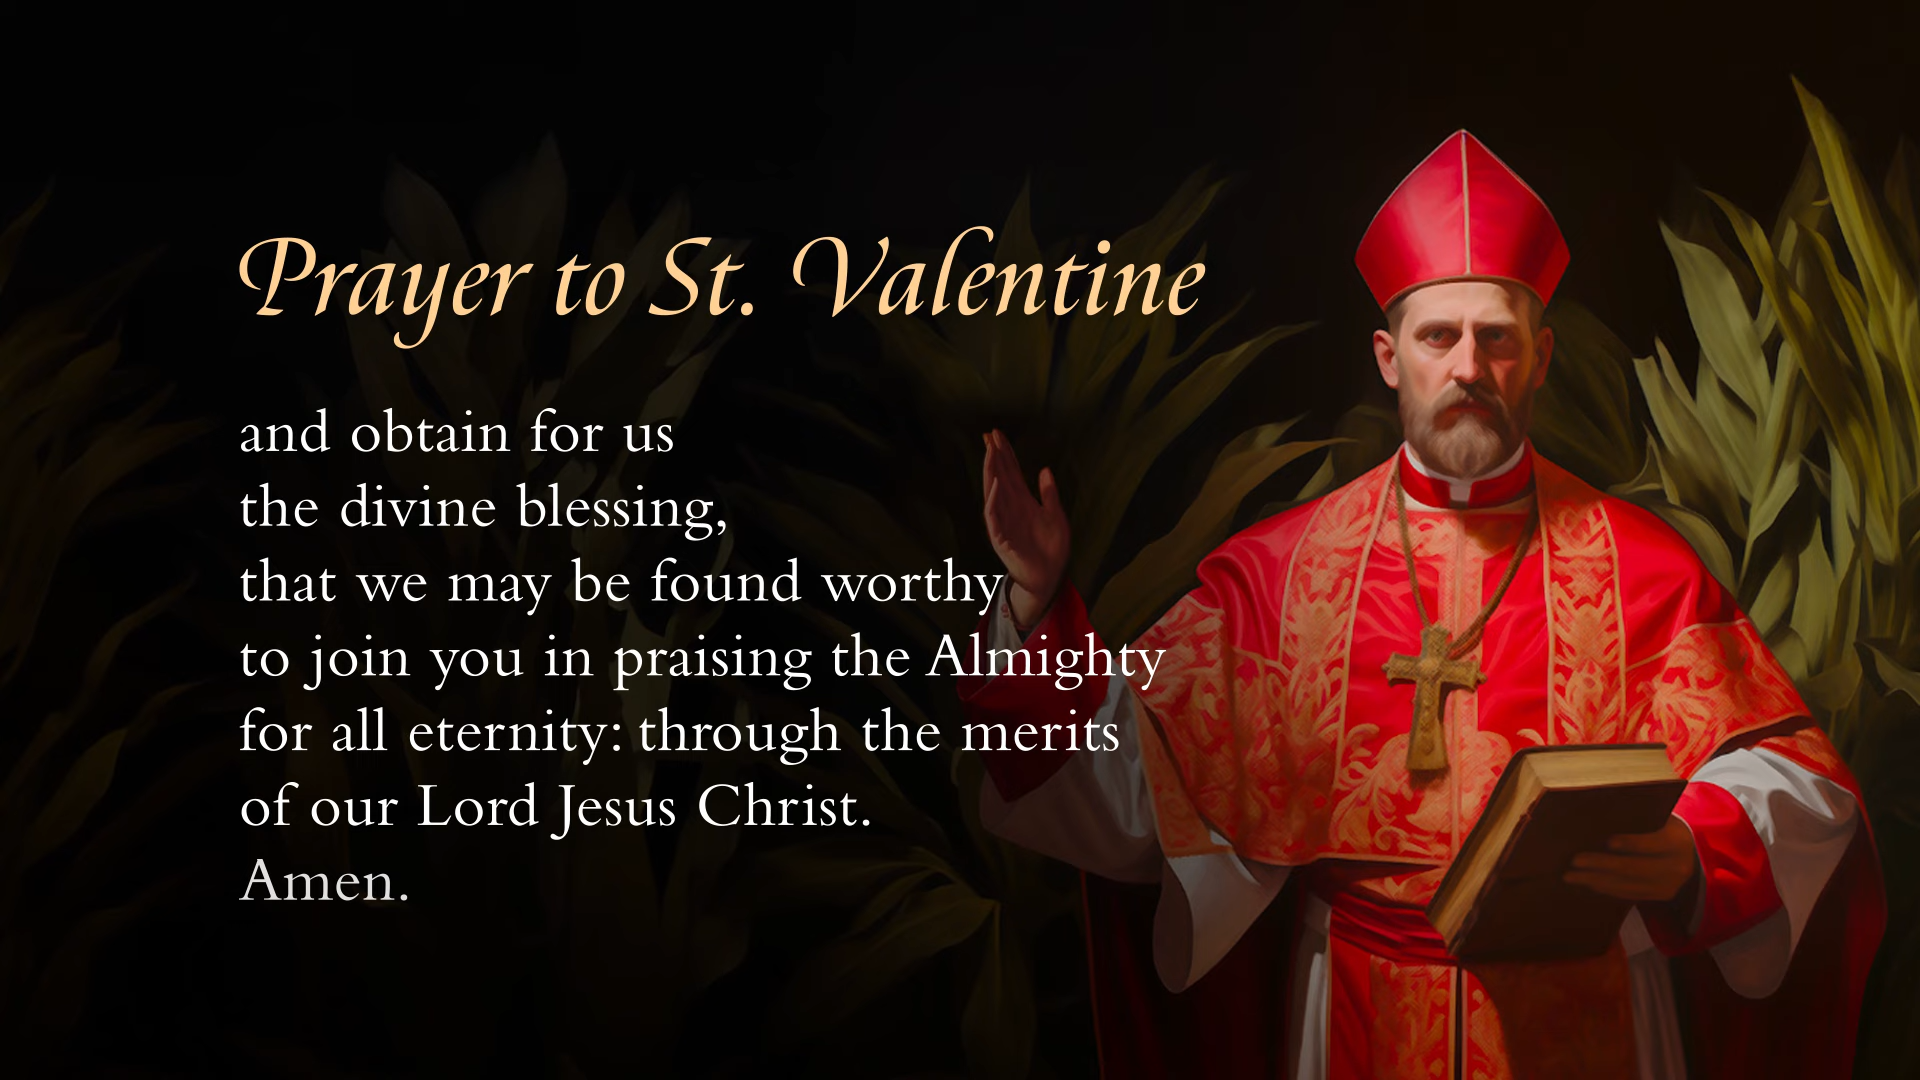 Prayer to St. Valentine
and obtain for us
the divine blessing,
that we may be found worthy
to join you in praising the Almighty
for all eternity: through the merits
of our Lord Jesus Christ.
Amen.